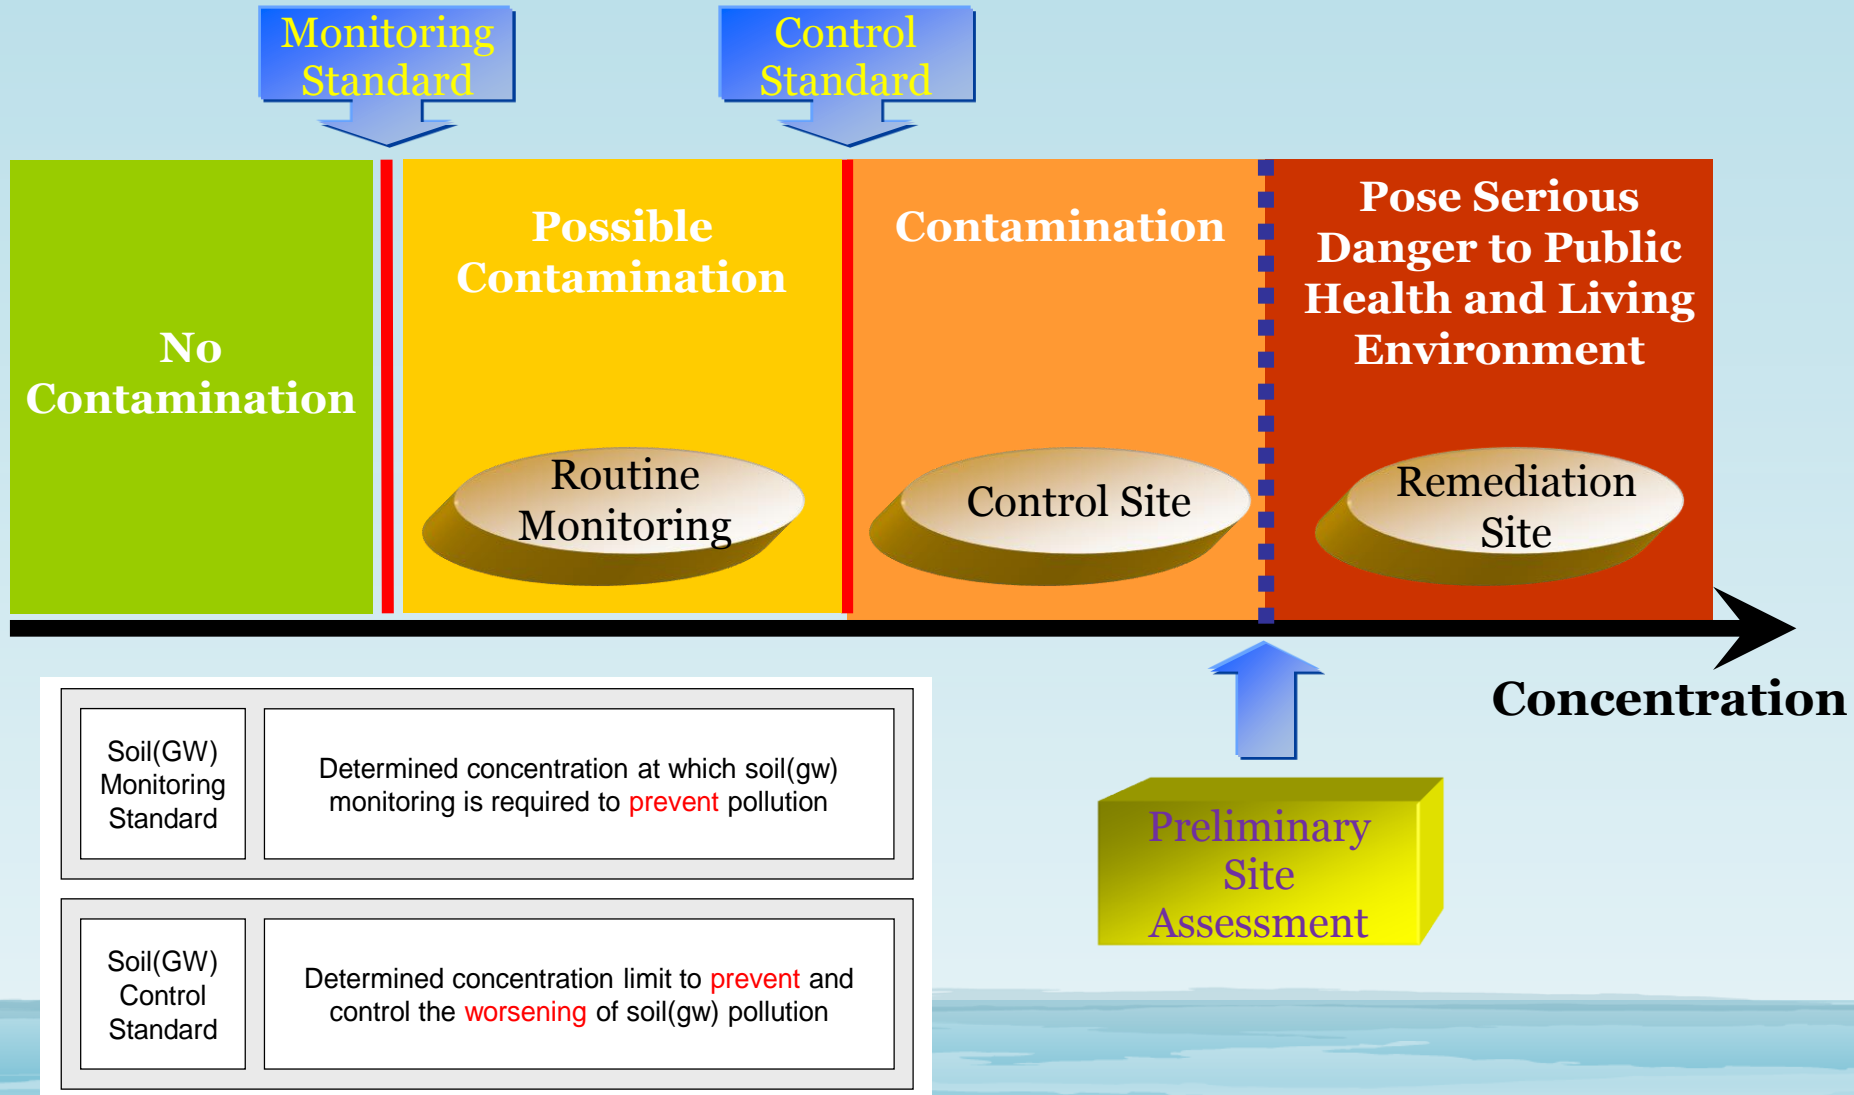 Monitoring
Standard
Control
Standard
No
Contamination
Possible
Contamination
Routine
Monitoring
Contamination
Control Site
Pose Serious
Danger to Public
Health and Living
Environment
Remediation
Site
Concentration
Preliminary
Site
Assessment
Soil(GW)
Monitoring
Standard
Determined concentration at which soil(gw)
monitoring is required to prevent pollution
Soil(GW)
Control
Standard
Determined concentration limit to prevent and
control the worsening of soil(gw) pollution